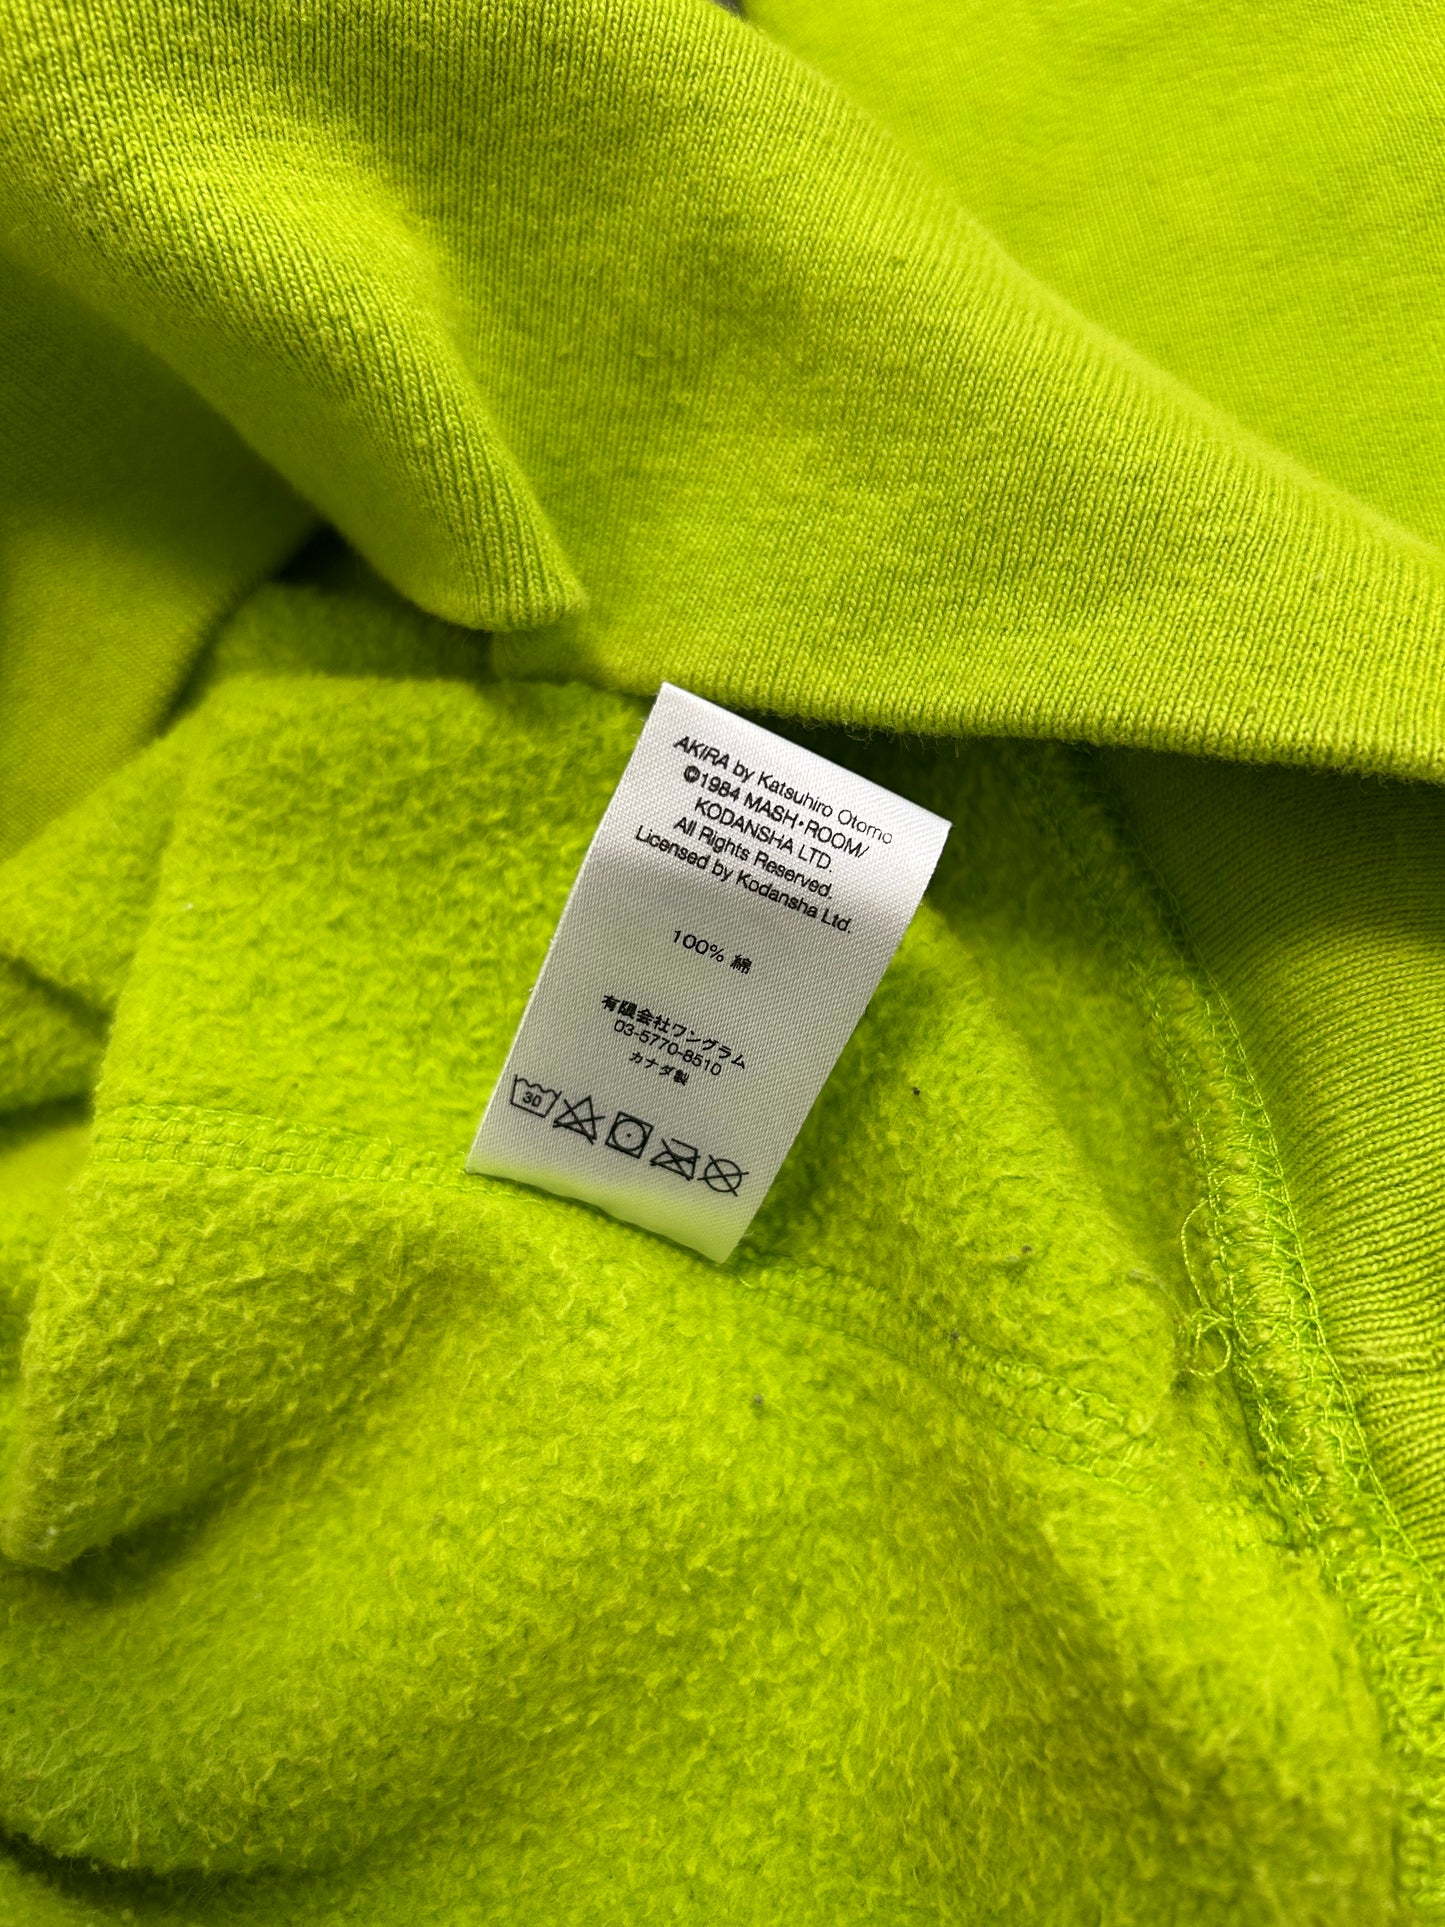 AKIRA by Katsuhiro Otomo
©1984 MASH・ROOM/
KODANSHA LTD.
All Rights Reserved.
Licensed by Kodansha Ltd.
100% 綿
有限会社ワングラム
03-5770-8510
カナダ製
30